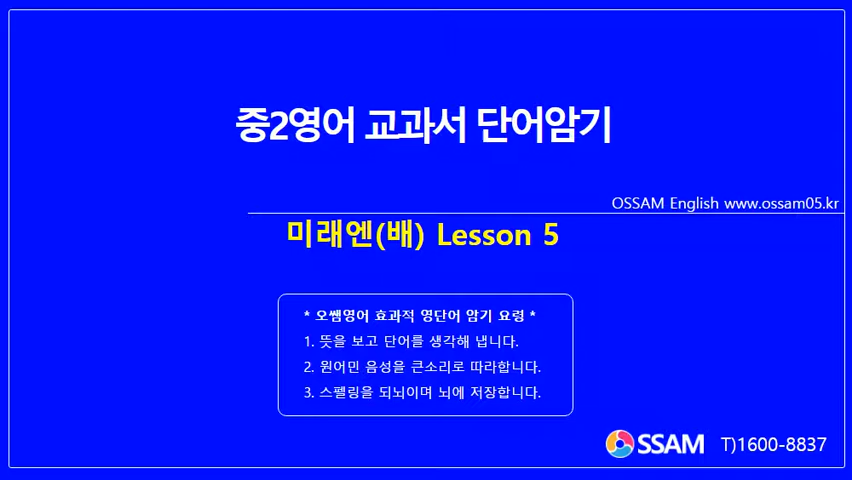 중2영어 교과서 단어암기
OSSAM English www.ossam05.kr
미래엔(배) Lesson 5
* 오쌤영어 효과적 영단어 암기 요령 *
1. 뜻을 보고 단어를 생각해 냅니다.
2. 원어민 음성을 큰소리로 따라합니다.
3. 스펠링을 되뇌이며 뇌에 저장합니다.
OSSAM T)1600-8837